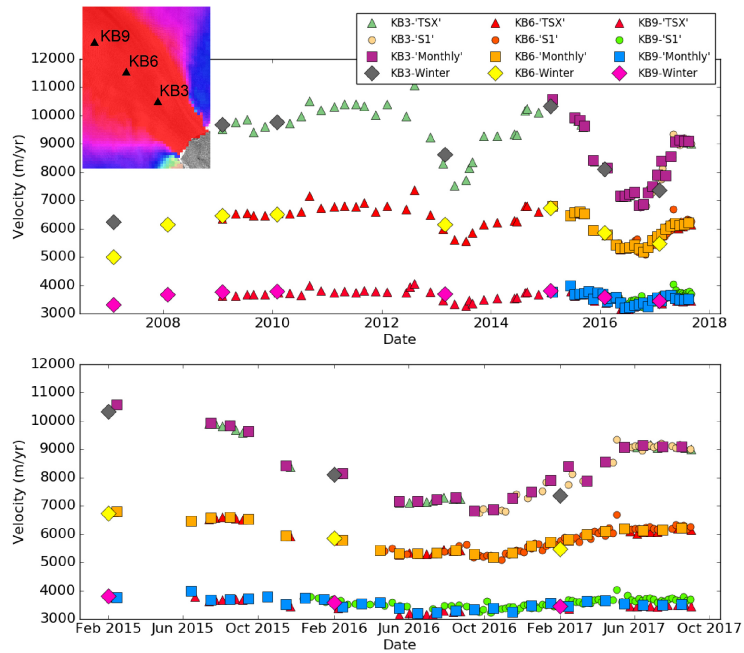 KB9
KB6
KB3
KB3-'TSX' KB6-'TSX' KB9-'TSX'
KB3-'S1' KB6-'S1' KB9-'S1'
KB3-'Monthly' KB6-'Monthly' KB9-'Monthly'
KB3-Winter KB6-Winter KB9-Winter
12000
11000
10000
9000
8000
7000
6000
5000
4000
3000
Velocity (m/yr)
2008 2010 2012 2014 2016 2018
Date
12000
11000
10000
9000
8000
7000
6000
5000
4000
3000
Velocity (m/yr)
Feb 2015 Jun 2015 Oct 2015 Feb 2016 Jun 2016 Oct 2016 Feb 2017 Jun 2017 Oct 2017
Date